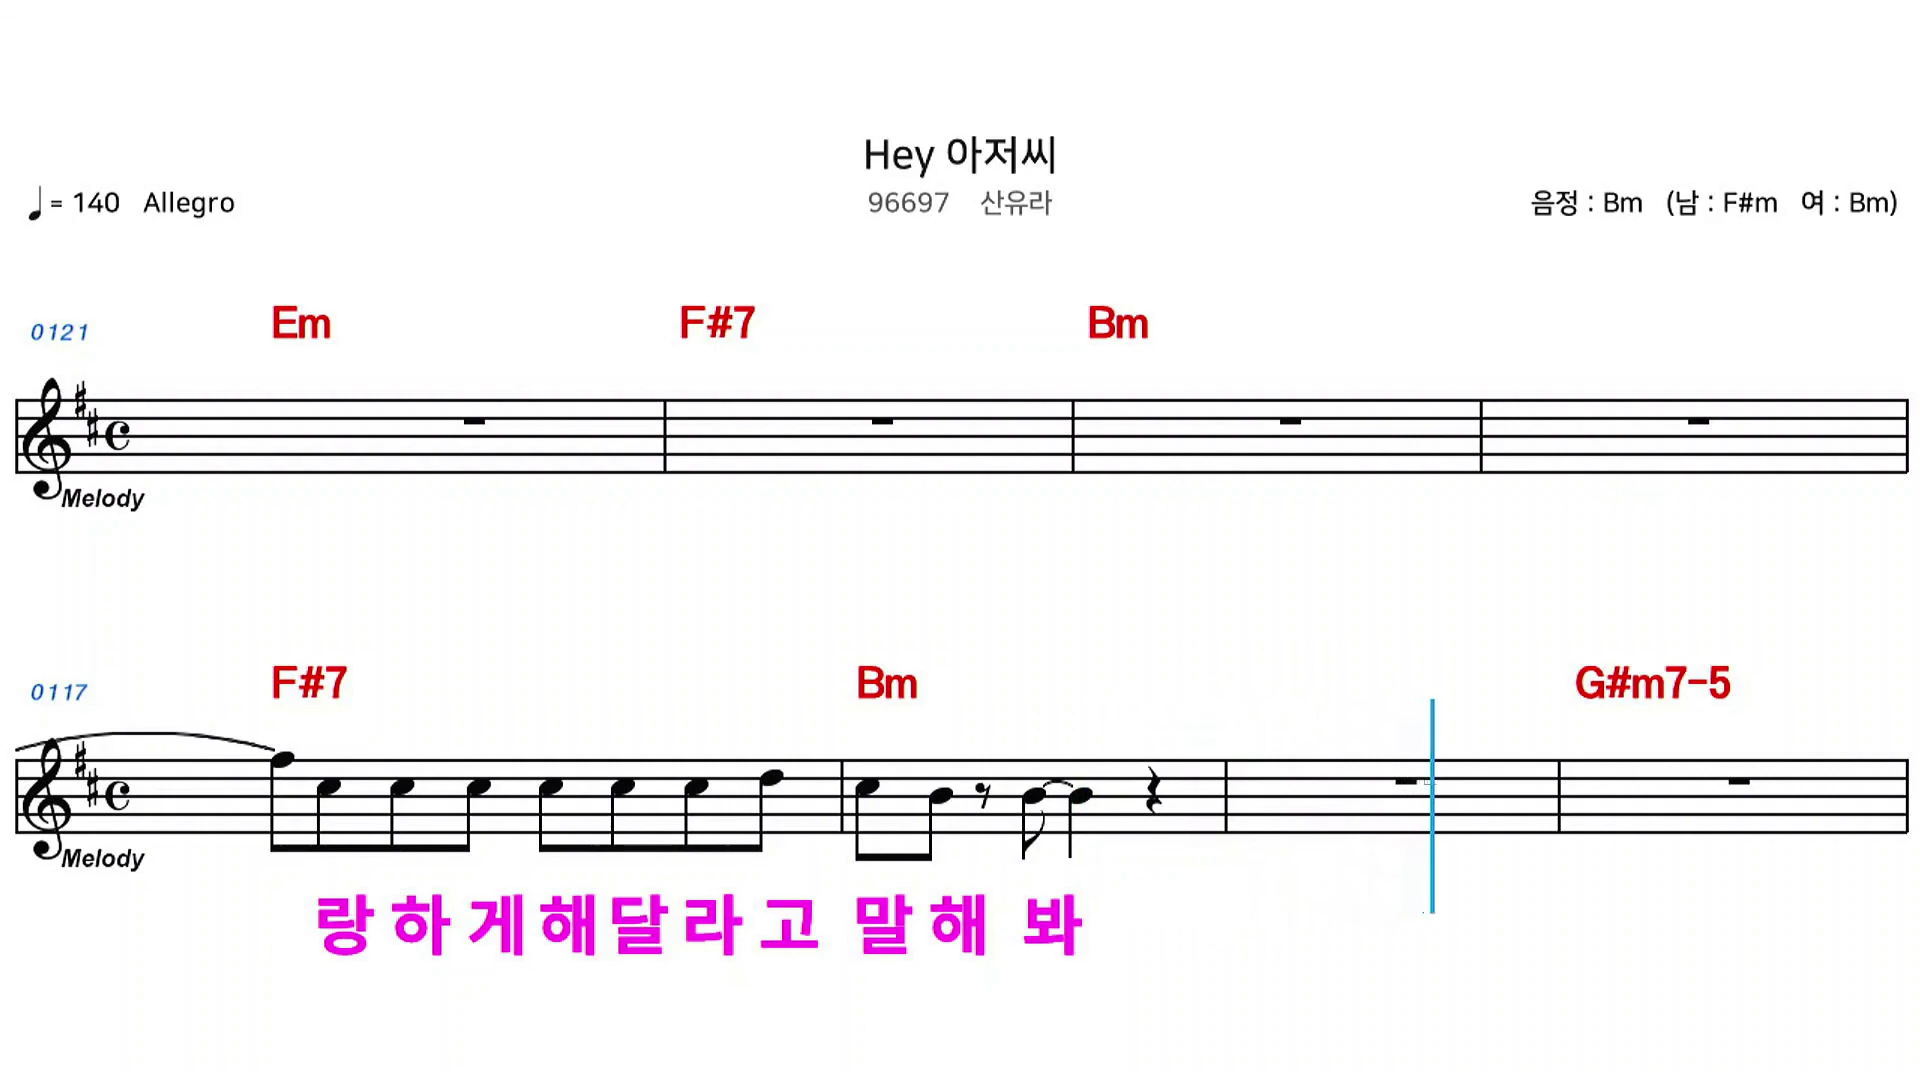 Hey 아저씨
♩= 140 Allegro
96697 산유라
음정 : Bm (남 : F#m 여 : Bm)
0121 Em F#7 Bm
Melody
0117 F#7 Bm G#m7-5
Melody
랑하게해달라고 말해 봐